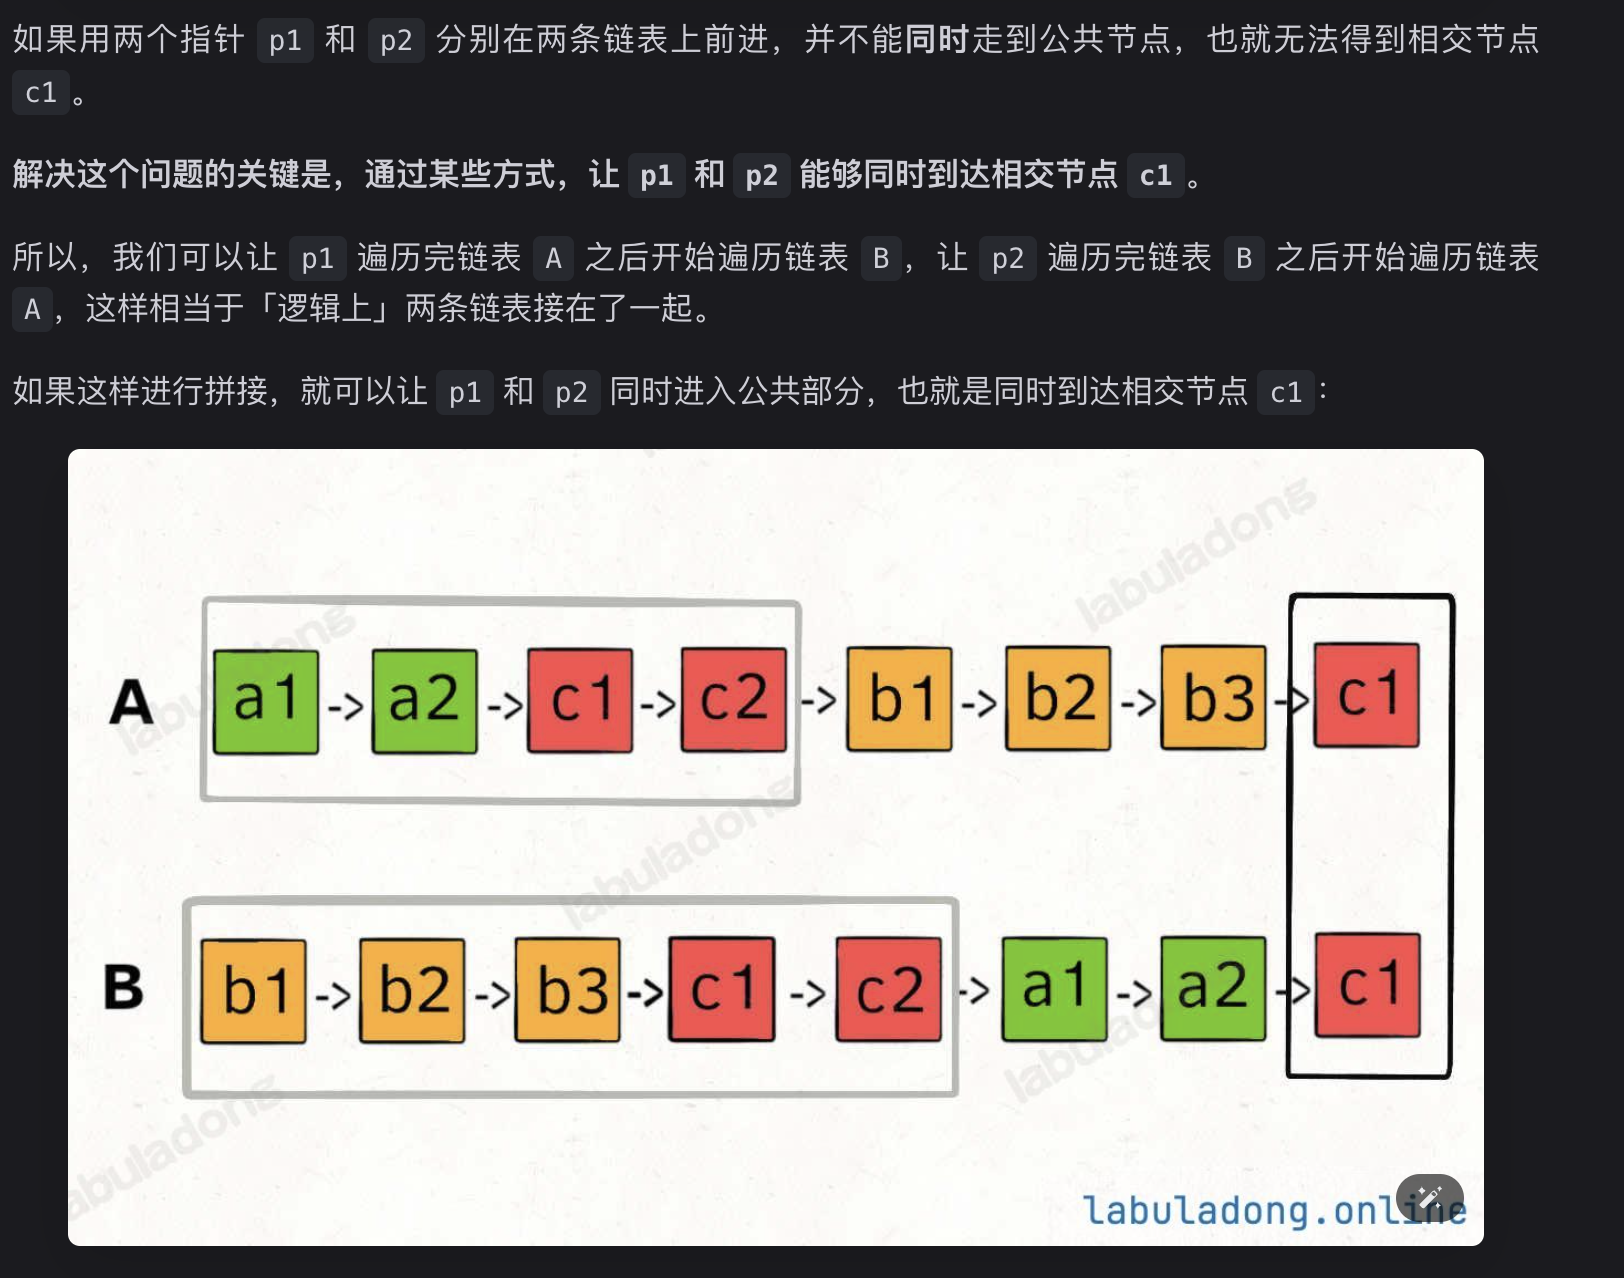 如果用两个指针 p1 和 p2 分别在两条链表上前进，并不能同时走到公共节点，也就无法得到相交节点
c1。
解决这个问题的关键是，通过某些方式，让 p1 和 p2 能够同时到达相交节点 c1。
所以，我们可以让 p1 遍历完链表 A 之后开始遍历链表 B，让 p2 遍历完链表 B 之后开始遍历链表
A，这样相当于「逻辑上」两条链表接在了一起。
如果这样进行拼接，就可以让 p1 和 p2 同时进入公共部分，也就是同时到达相交节点 c1：
labuladong
labuladong
A a1 -> a2 -> c1 -> c2 -> b1 -> b2 -> b3 -> c1
labuladong
B b1 -> b2 -> b3 -> c1 -> c2 -> a1 -> a2 -> c1
labuladong
labuladong
labuladong.online